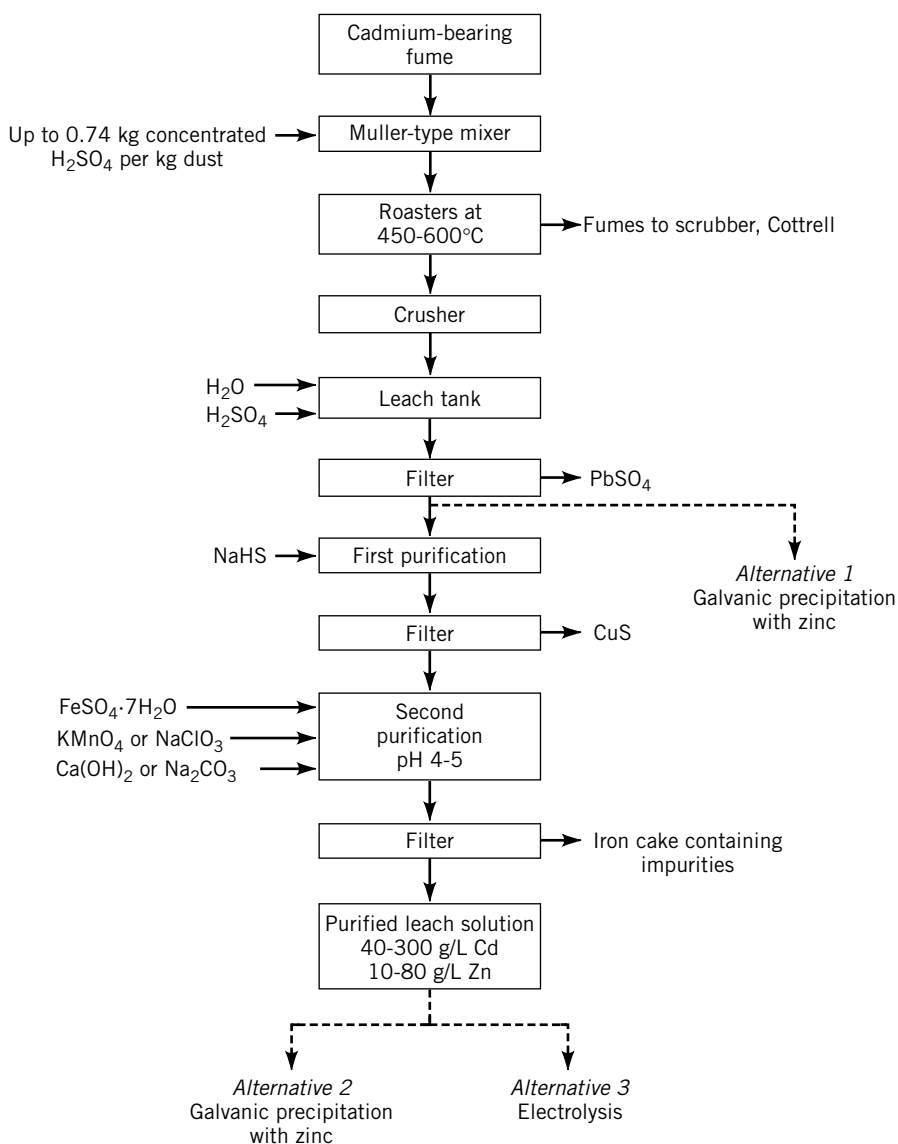 Cadmium-bearing
fume
Up to 0.74 kg concentrated
H₂SO₄ per kg dust
Muller-type mixer
Roasters at
450-600°C
Fumes to scrubber, Cottrell
Crusher
H₂O
H₂SO₄
Leach tank
Filter
PbSO₄
NaHS
First purification
Alternative 1
Galvanic precipitation
with zinc
Filter
CuS
FeSO₄·7H₂O
KMnO₄ or NaClO₃
Ca(OH)₂ or Na₂CO₃
Second
purification
pH 4-5
Filter
Iron cake containing
impurities
Purified leach solution
40-300 g/L Cd
10-80 g/L Zn
Alternative 2
Galvanic precipitation
with zinc
Alternative 3
Electrolysis